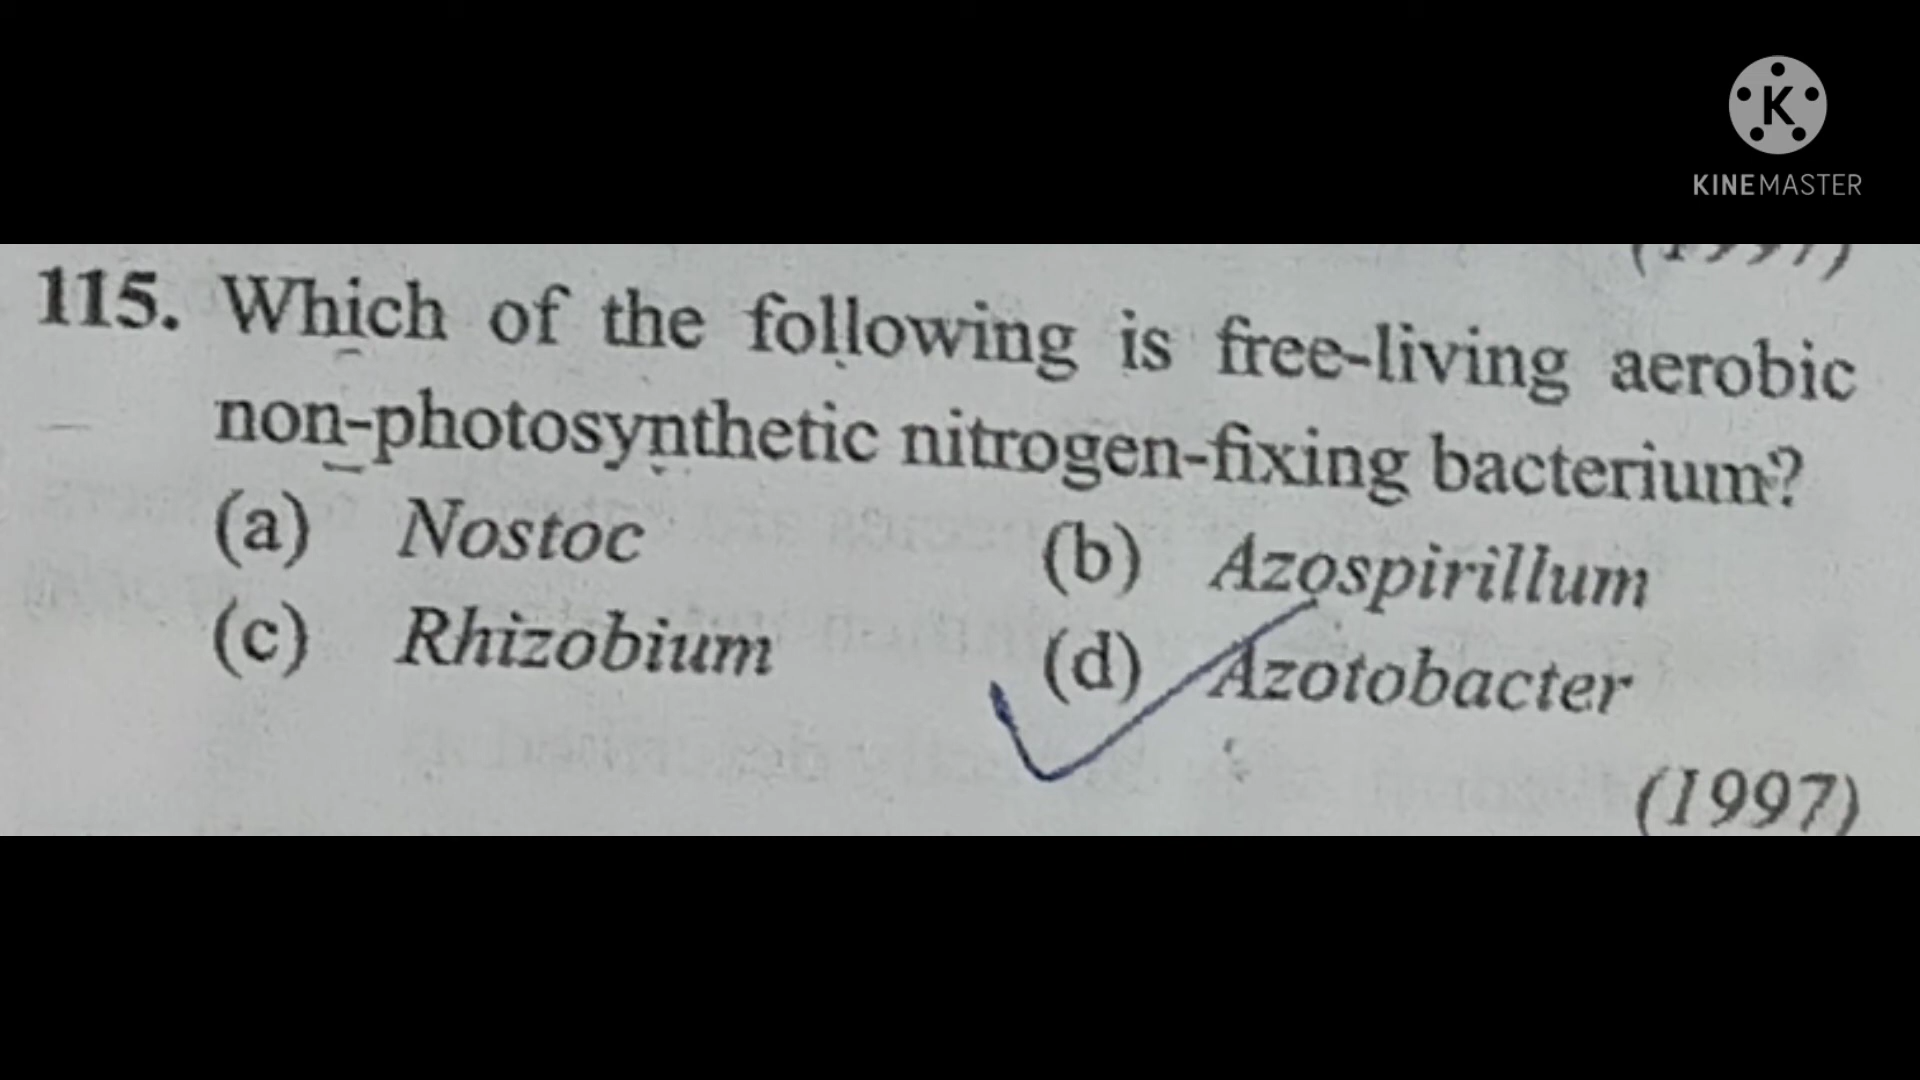 K
KINEMASTER
(1997)
115. Which of the following is free-living aerobic
non-photosynthetic nitrogen-fixing bacterium?
(a) Nostoc (b) Azospirillum
(c) Rhizobium (d) Azotobacter
(1997)